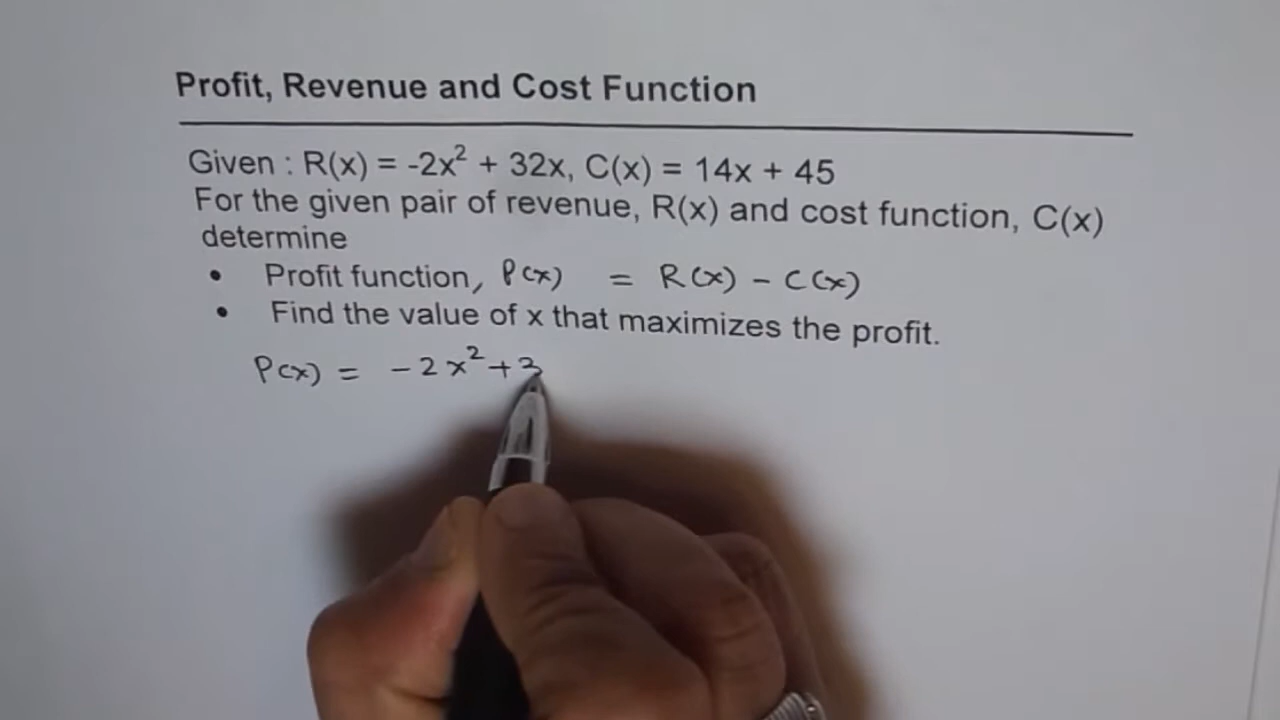 Profit, Revenue and Cost Function
Given : R(x) = -2x² + 32x, C(x) = 14x + 45
For the given pair of revenue, R(x) and cost function, C(x)
determine
• Profit function, P(x) = R(x) - C(x)
• Find the value of x that maximizes the profit.
P(x) = -2x² + 3